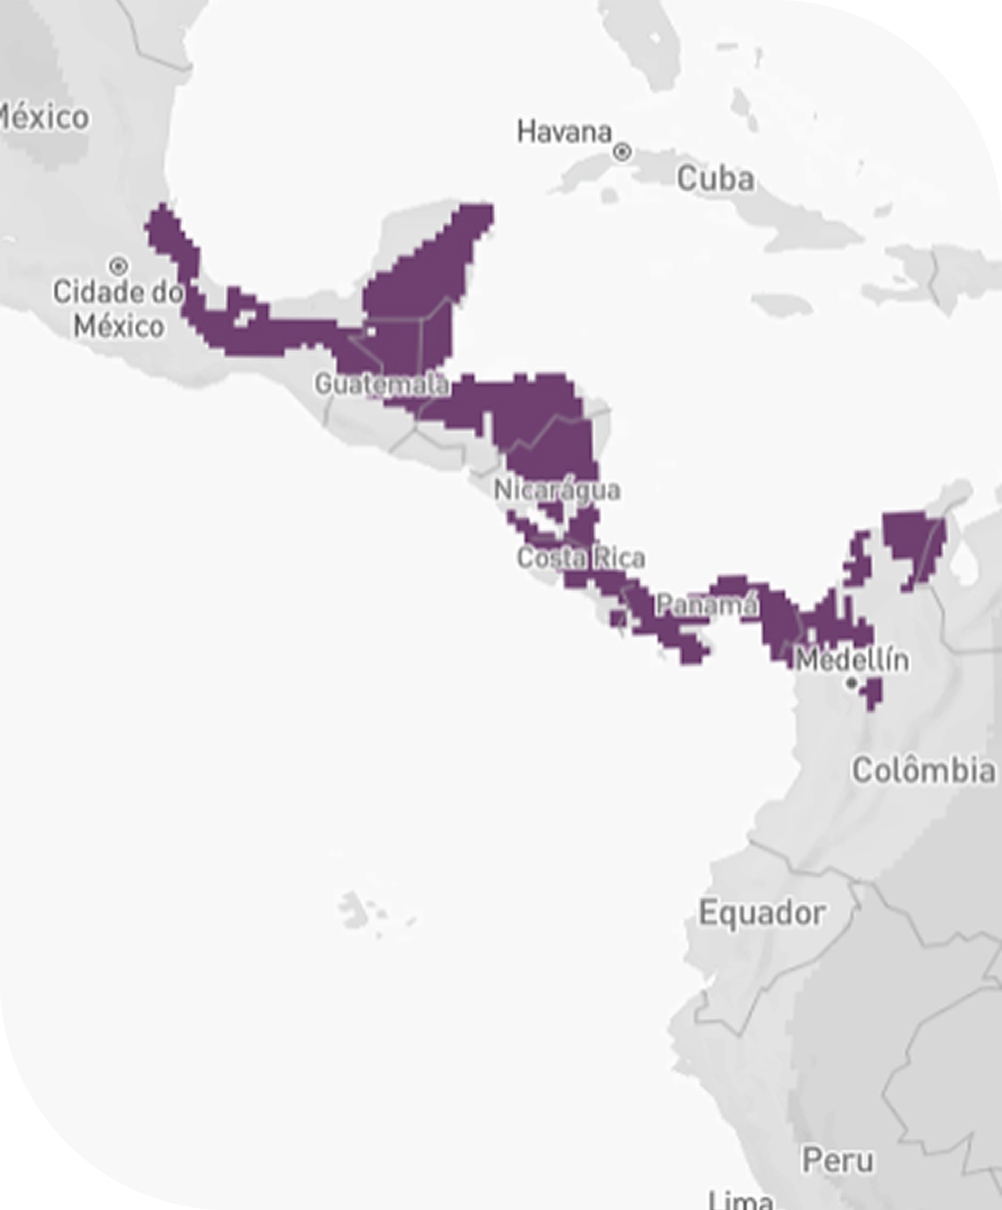 México
Havana
Cuba
Cidade do
México
Guatemala
Nicarágua
Costa Rica
Panamá
Medellín
Colômbia
Equador
Peru
Lima